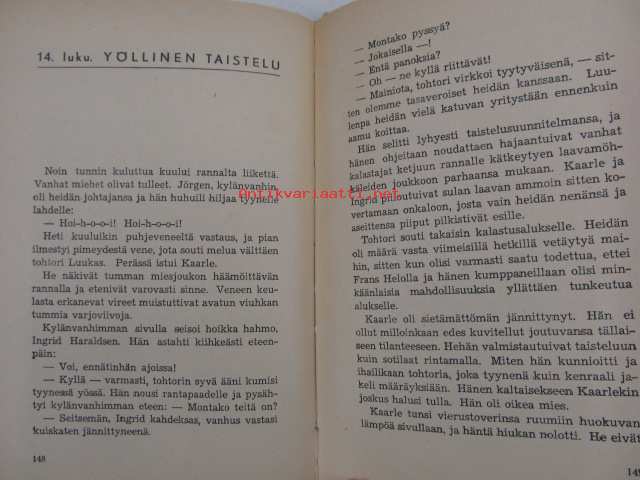 14. luku. YÖLLINEN TAISTELU
Noin tunnin kuluttua kuului rannalta liikettä.
Vanhat miehet olivat tulleet. Jörgen, kylänvanhin,
oli heidän johtajansa ja hän huhuili hiljaa tyynelle
lahdelle:
— Hoi-h-o-o-i! Hoi-h-o-o-i!
Heti kuuluikin puhjeveneeltä vastaus, ja pian
ilmestyi pimeydestä vene, jota souti melua välttäen
tohtori Luukas. Perässä istui Kaarle.
He näkivät tumman miesjoukon häämöittävän
rannalla ja etenivät varovasti sinne. Veneen keu-
lasta erkanevat vireet muistuttivat avatun viuhkan
tummia varjoviivoja.
Kylänvanhimman sivulla seisoi hoikka hahmo,
Ingrid Haraldsen. Hän astahti kiihkeästi eteen-
päin:
— Voi, ennätinhän ajoissa!
— Kyllä — varmasti, tohtorin syvä ääni kumisi
tyynessä yössä. Hän nousi rantapaadelle ja pysäh-
tyi kylänvanhimman eteen: — Montako teitä on?
— Seitsemän, Ingrid kahdeksas, vanhus vastasi
kuiskaten jännittyneenä.
148
— Montako pyssyä?
— Jokaisella —!
— Entä panoksia?
— Oh — ne kyllä riittävät!
— Mainiota, tohtori virkkoi tyytyväisenä, — sit-
ten olemme tasaveroiset heidän kanssaan. Luu-
lenpa heidän vielä katuvan yritystään ennenkuin
aamu koittaa.
Hän selitti lyhyesti taistelusuunnitelmansa, ja
hänen ohjeitaan noudattaen hajaantuivat vanhat
kalastajat ketjuun rannalle kätkeytyen laavamöh-
käleiden joukkoon parhaansa mukaan. Kaarle ja
Ingrid piiloutuivat sulan laavan ammoin sitten ko-
vertamaan onkaloon, josta vain heidän nenänsä ja
aseittensa piiput pilkistivät esille.
Tohtori souti takaisin kalastusalukselle. Heidän
oli määrä vasta viimeisillä hetkillä vetäytyä mai-
hin, sitten kun olisi varmasti saatu todettua, ettei
Frans Helolla ja hänen kumppaneillaan olisi min-
käänlaisia mahdollisuuksia yllättäen tunkeutua
alukselle.
Kaarle oli sietämättömän jännittynyt. Hän ei
ollut milloinkaan edes kuvitellut joutuvansa tällai-
seen tilanteeseen. Hehän valmistautuivat taisteluun
kuin sotilaat rintamalla. Miten hän kunnioitti ja
ihailikaan tohtoria, joka tyynenä kuin kenraali ja-
keli määräyksiään. Hänen kaltaisekseen Kaarlekin
joskus halusi tulla. Hän oli oikea mies.
Kaarle tunsi vierustoverinsa ruumiin huokuvan
lämpöä sivullaan, ja häntä hiukan nolotti. He eivät
149
antikvariaatti.net